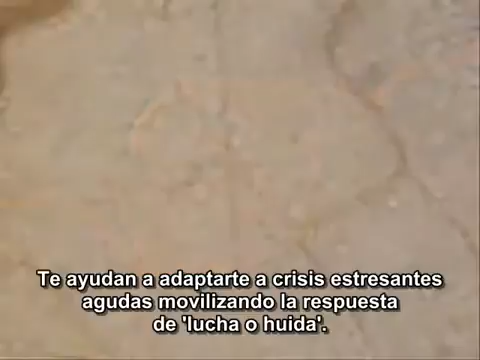 Te ayudan a adaptarte a crisis estresantes
agudas movilizando la respuesta
de 'lucha o huida'.